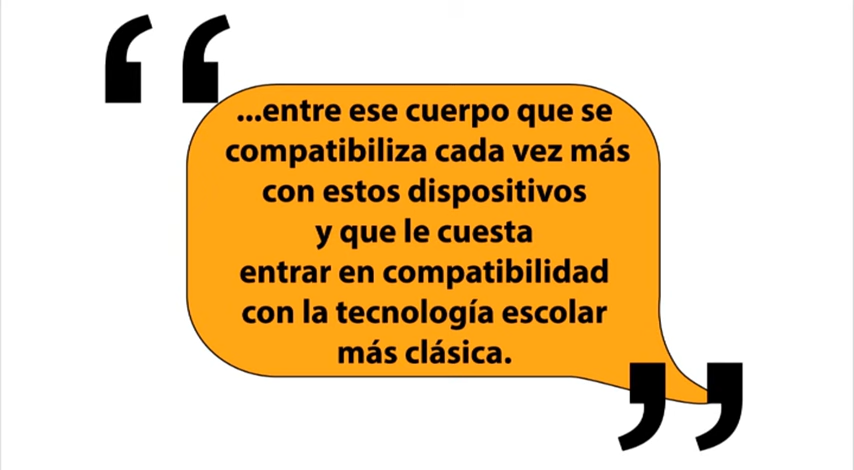 ...entre ese cuerpo que se
compatibiliza cada vez más
con estos dispositivos
y que le cuesta
entrar en compatibilidad
con la tecnología escolar
más clásica.